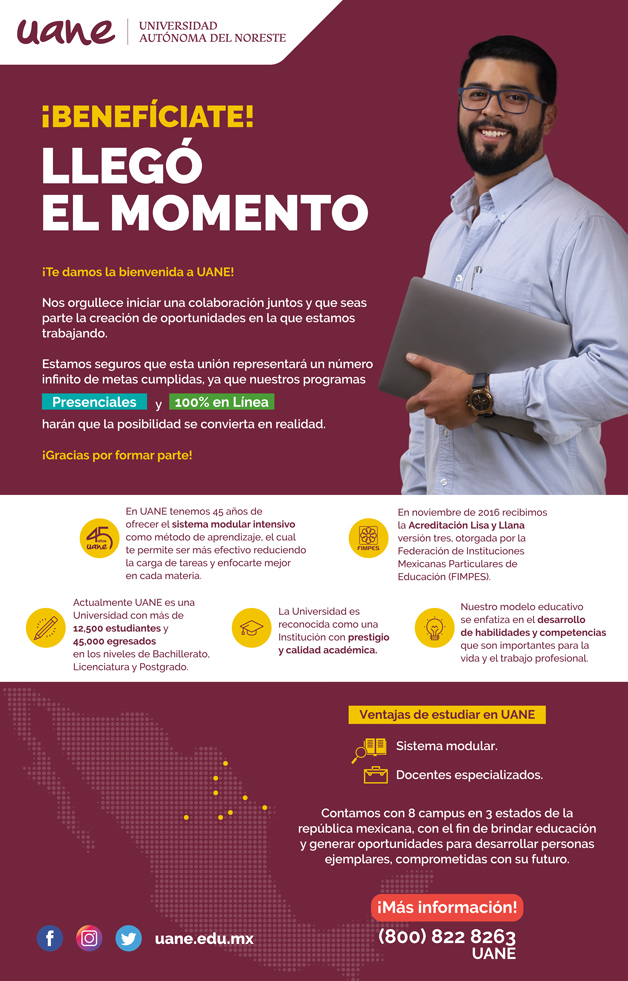 uane
UNIVERSIDAD
AUTÓNOMA DEL NORESTE
¡BENEFÍCIATE!
LLEGÓ
EL MOMENTO
¡Te damos la bienvenida a UANE!
Nos orgullece iniciar una colaboración juntos y que seas
parte la creación de oportunidades en la que estamos
trabajando.
Estamos seguros que esta unión representará un número
infinito de metas cumplidas, ya que nuestros programas
Presenciales y 100% en Línea
harán que la posibilidad se convierta en realidad.
¡Gracias por formar parte!
45
años
uane
En UANE tenemos 45 años de
ofrecer el sistema modular intensivo
como método de aprendizaje, el cual
te permite ser más efectivo reduciendo
la carga de tareas y enfocarte mejor
en cada materia.
FIMPES
En noviembre de 2016 recibimos
la Acreditación Lisa y Llana
versión tres, otorgada por la
Federación de Instituciones
Mexicanas Particulares de
Educación (FIMPES).
Actualmente UANE es una
Universidad con más de
12,500 estudiantes y
45,000 egresados
en los niveles de Bachillerato,
Licenciatura y Postgrado.
La Universidad es
reconocida como una
Institución con prestigio
y calidad académica.
Nuestro modelo educativo
se enfatiza en el desarrollo
de habilidades y competencias
que son importantes para la
vida y el trabajo profesional.
Ventajas de estudiar en UANE
Sistema modular.
Docentes especializados.
Contamos con 8 campus en 3 estados de la
república mexicana, con el fin de brindar educación
y generar oportunidades para desarrollar personas
ejemplares, comprometidas con su futuro.
¡Más información!
(800) 822 8263
UANE
uane.edu.mx